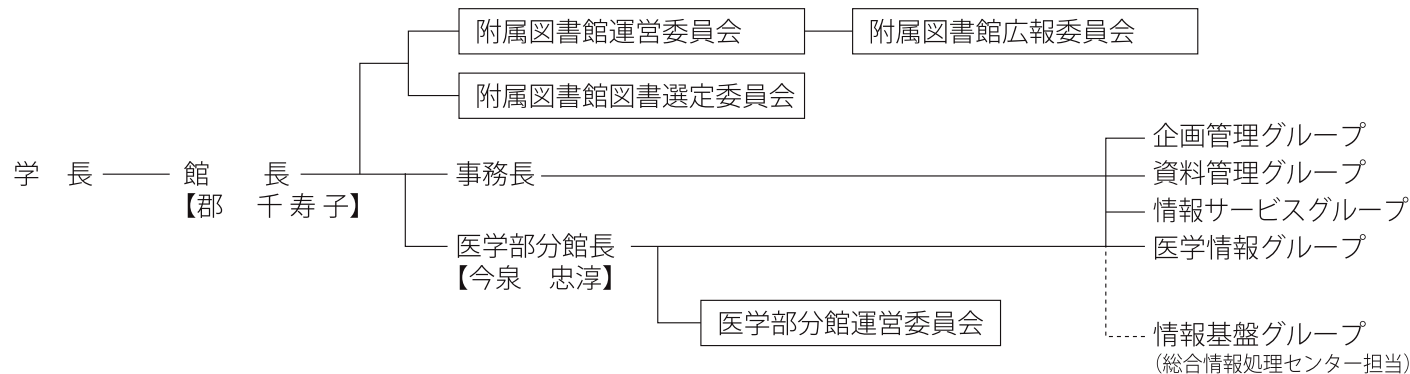 附属図書館運営委員会
附属図書館広報委員会
附属図書館図書選定委員会
学　長
館　　長
【郡　千 寿 子】
事務長
企画管理グループ
資料管理グループ
情報サービスグループ
医学部分館長
【今泉　忠淳】
医学情報グループ
医学部分館運営委員会
情報基盤グループ
（総合情報処理センター担当）